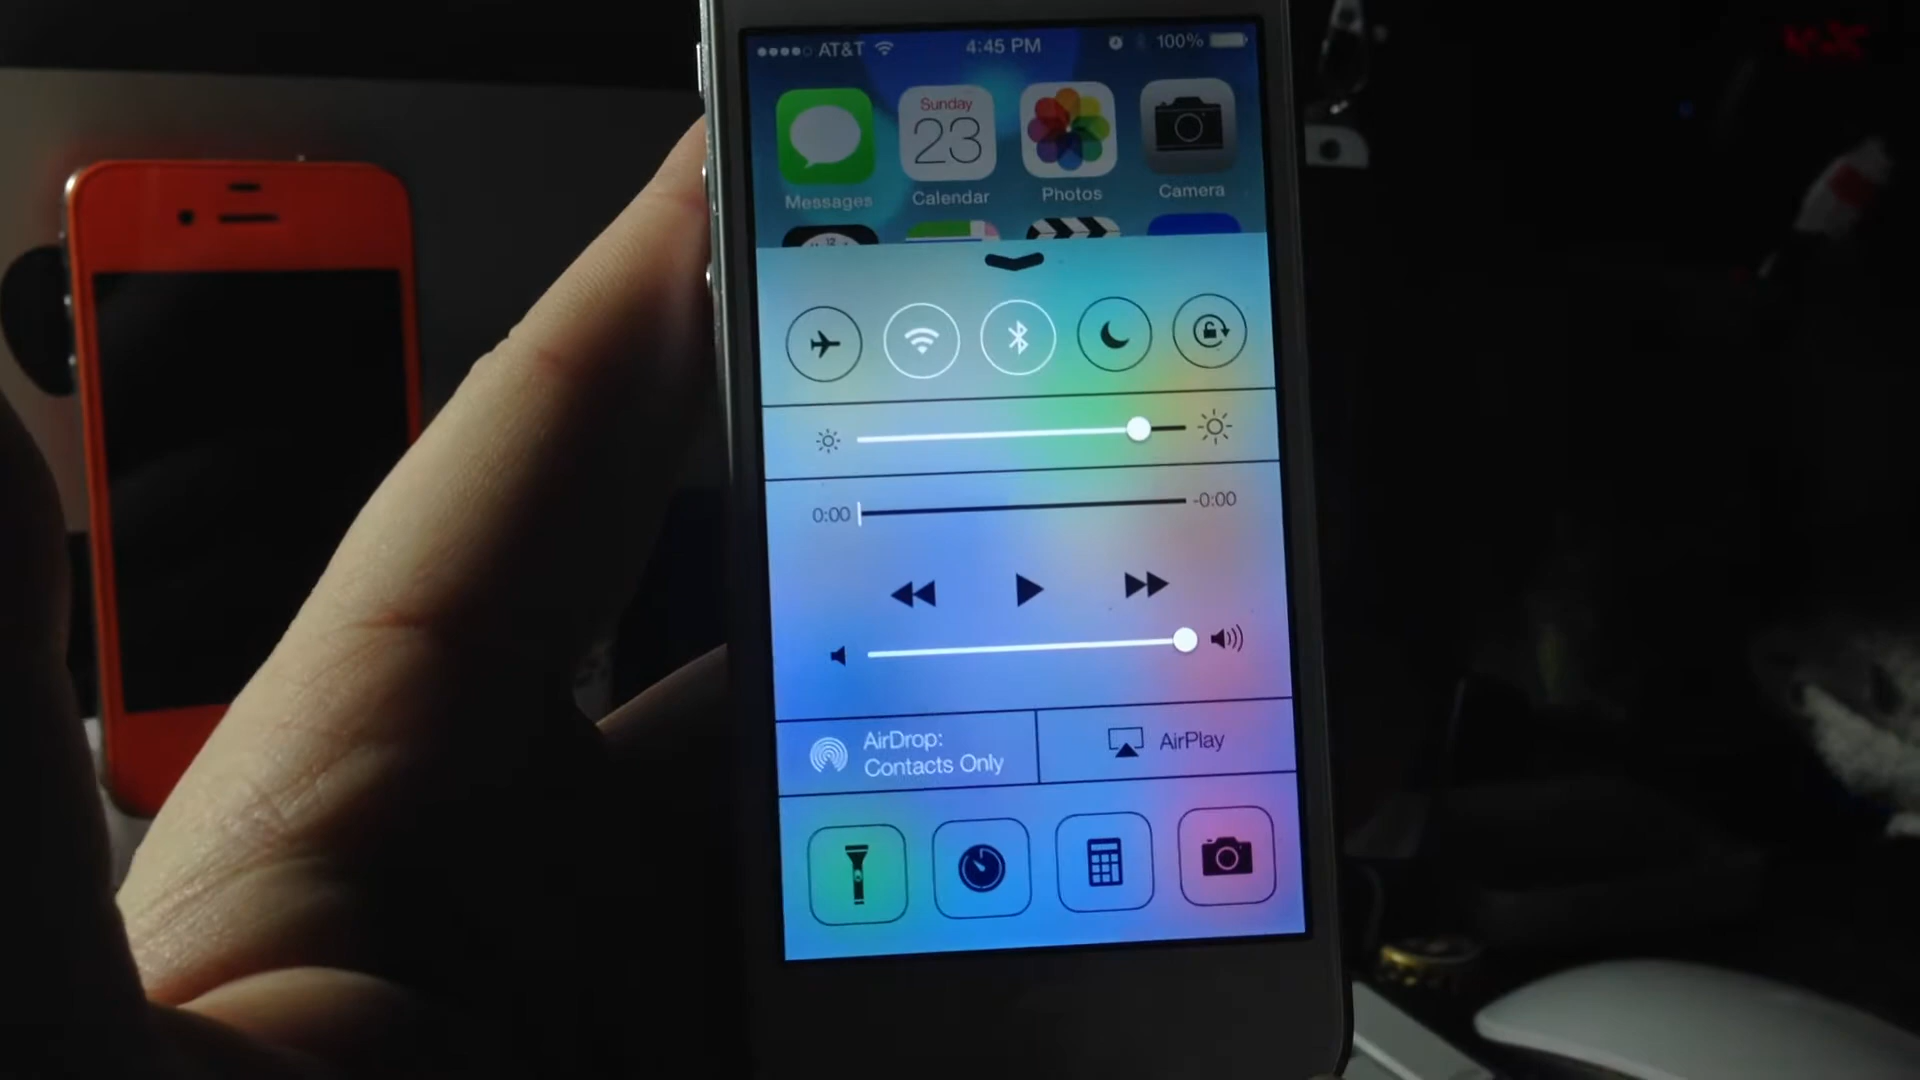 AT&T 4:45 PM 100%
Sunday
23
Messages Calendar Photos Camera
12
0:00 -0:00
AirDrop:
Contacts Only
AirPlay